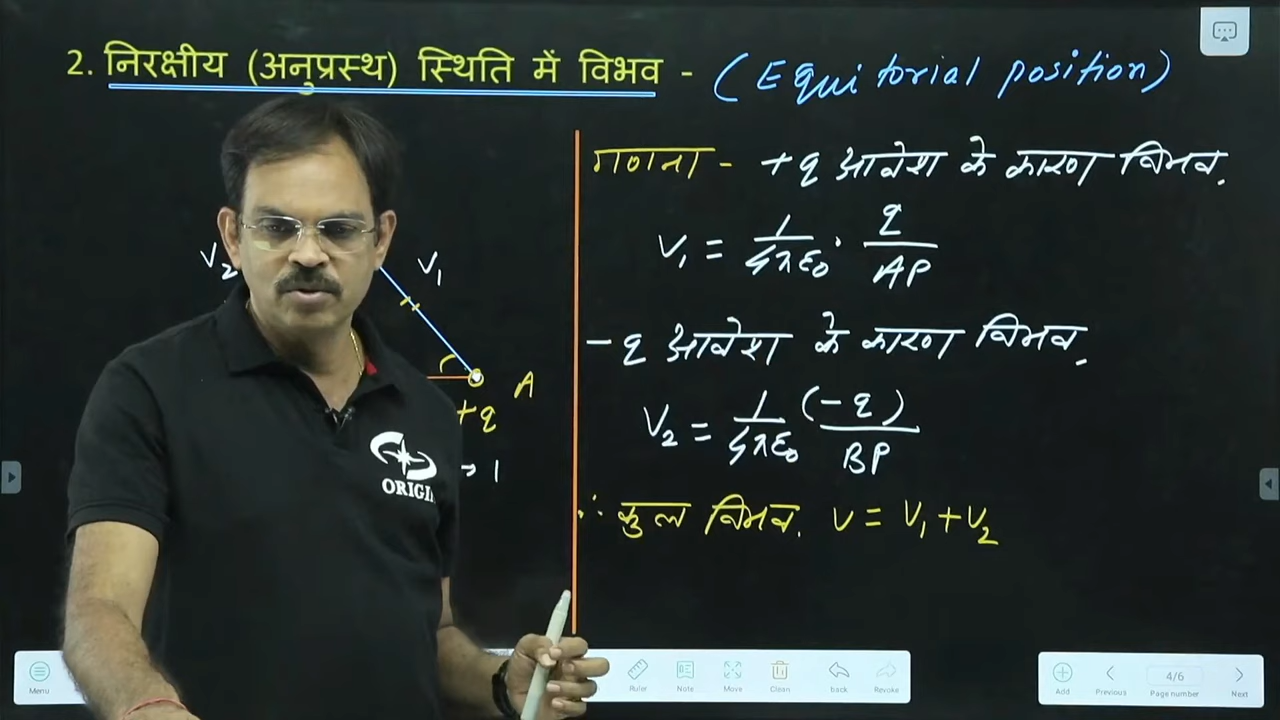 2. निरक्षीय (अनुप्रस्थ) स्थिति में विभव - (Equitorial position)
गणना - +q आवेश के कारण विभव.
V₁ = 1/4πε₀ · q/AP
-q आवेश के कारण विभव.
V₂ = 1/4πε₀ (-q)/BP
∴ कुल विभव. V = V₁ + V₂
V₂
V₁
A
+q
→ 1
ORIGI
Menu
Ruler
Note
Move
Clean
back
Revoke
Add
Previous
4/6
Page number
Next